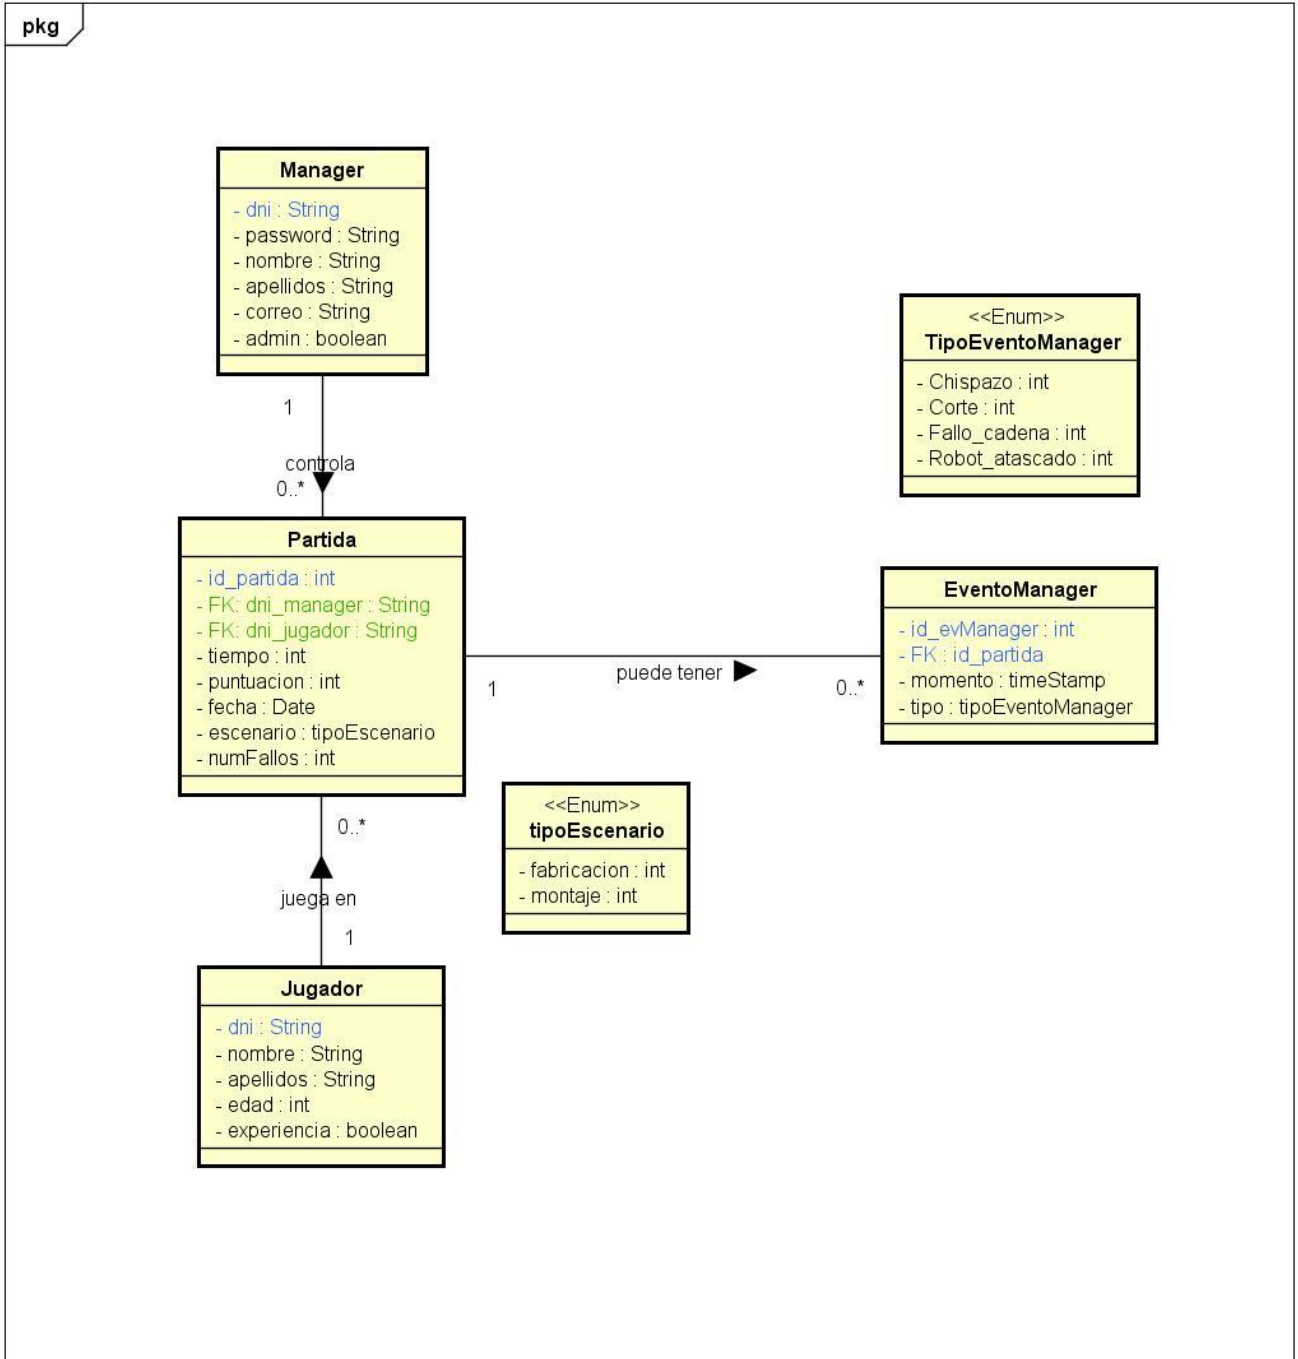 pkg
Manager
- dni : String
- password : String
- nombre : String
- apellidos : String
- correo : String
- admin : boolean
<<Enum>>
TipoEventoManager
- Chispazo : int
- Corte : int
- Fallo_cadena : int
- Robot_atascado : int
1
controla
0..*
Partida
- id_partida : int
- FK: dni_manager : String
- FK: dni_jugador : String
- tiempo : int
- puntuacion : int
- fecha : Date
- escenario : tipoEscenario
- numFallos : int
1
puede tener
0..*
EventoManager
- id_evManager : int
- FK : id_partida
- momento : timeStamp
- tipo : tipoEventoManager
<<Enum>>
tipoEscenario
- fabricacion : int
- montaje : int
0..*
juega en
1
Jugador
- dni : String
- nombre : String
- apellidos : String
- edad : int
- experiencia : boolean